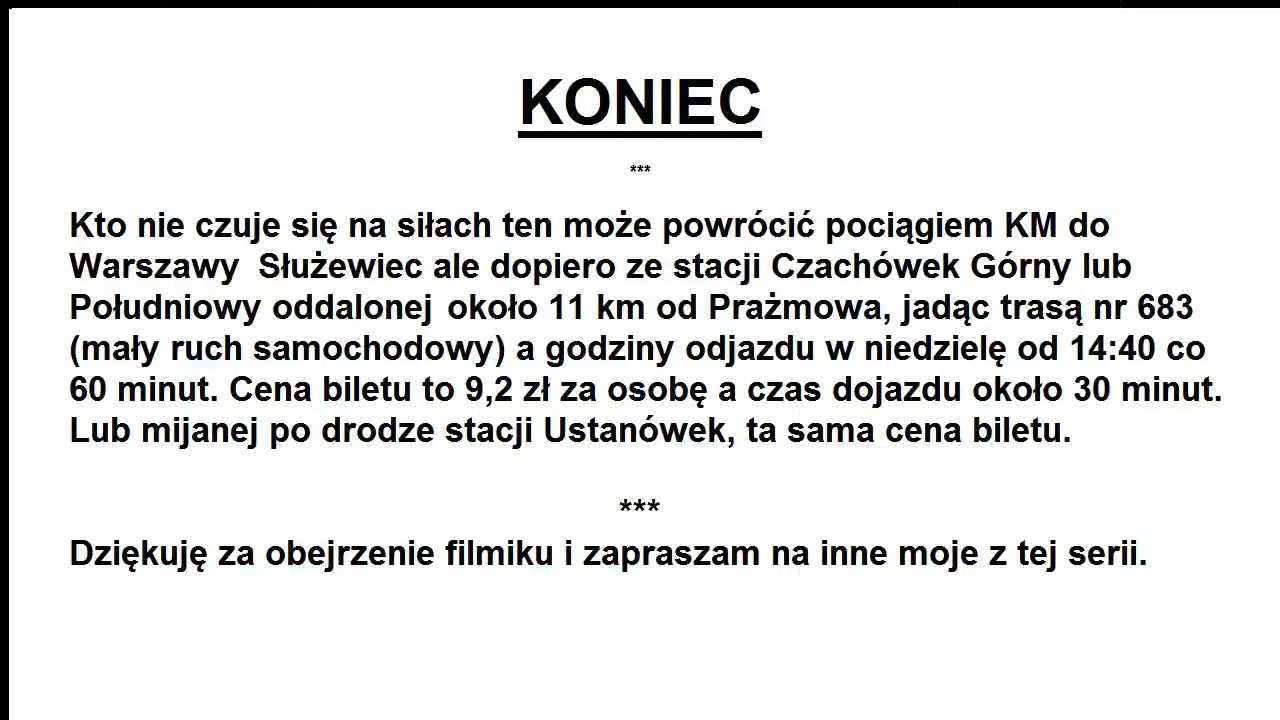 KONIEC
***
Kto nie czuje się na siłach ten może powrócić pociągiem KM do
Warszawy  Służewiec ale dopiero ze stacji Czachówek Górny lub
Południowy oddalonej około 11 km od Prażmowa, jadąc trasą nr 683
(mały ruch samochodowy) a godziny odjazdu w niedzielę od 14:40 co
60 minut. Cena biletu to 9,2 zł za osobę a czas dojazdu około 30 minut.
Lub mijanej po drodze stacji Ustanówek, ta sama cena biletu.
***
Dziękuję za obejrzenie filmiku i zapraszam na inne moje z tej serii.